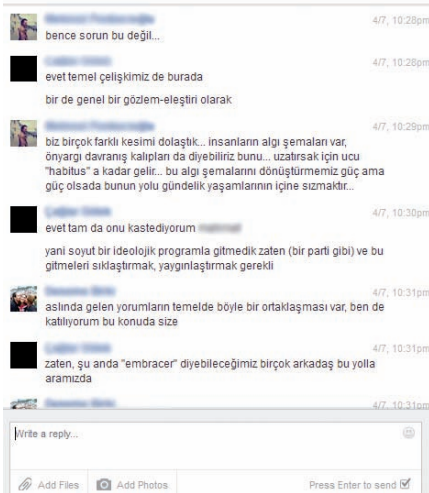 4/7, 10:28pm
bence sorun bu değil...
4/7, 10:28pm
evet temel çelişkimiz de burada
bir de genel bir gözlem-eleştiri olarak
4/7, 10:29pm
biz birçok farklı kesimi dolaştık... insanların algı şemaları var,
önyargı davranış kalıpları da diyebiliriz bunu... uzatırsak için ucu
"habitus" a kadar gelir... bu algı şemalarını dönüştürmemiz güç ama
güç olsada bunun yolu gündelik yaşamlarının içine sızmaktır...
4/7, 10:30pm
evet tam da onu kastediyorum
yani soyut bir ideolojik programla gitmedik zaten (bir parti gibi) ve bu
gitmeleri sıklaştırmak, yaygınlaştırmak gerekli
4/7, 10:31pm
aslında gelen yorumların temelde böyle bir ortaklaşması var, ben de
katılıyorum bu konuda size
4/7, 10:31pm
zaten, şu anda "embracer" diyebileceğimiz birçok arkadaş bu yolla
aramızda
4/7, 10:31pm
Write a reply...
Add Files
Add Photos
Press Enter to send